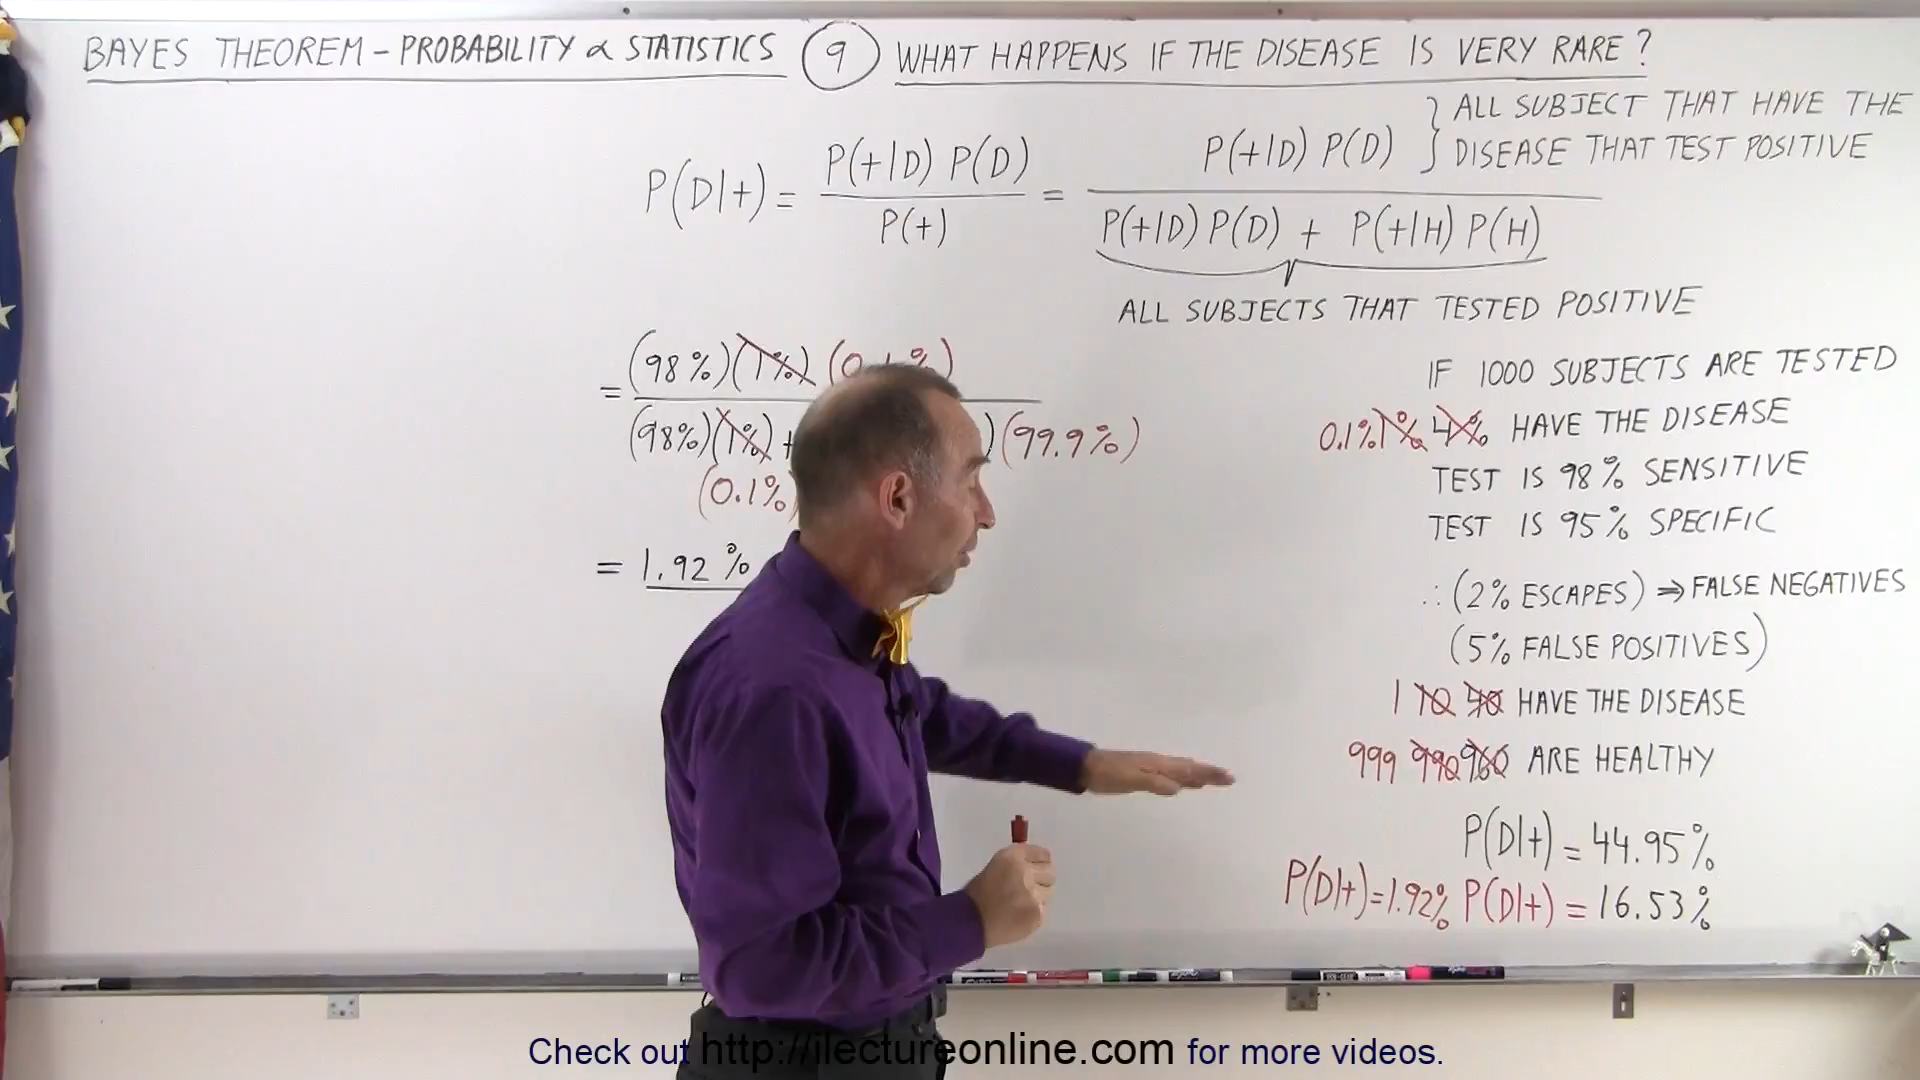 BAYES THEOREM - PROBABILITY & STATISTICS (9) WHAT HAPPENS IF THE DISEASE IS VERY RARE?
P(D|+) = P(+|D) P(D) / P(+) = P(+|D) P(D) / P(+|D) P(D) + P(+|H) P(H)
} ALL SUBJECT THAT HAVE THE
DISEASE THAT TEST POSITIVE
ALL SUBJECTS THAT TESTED POSITIVE
= (98%)(1%) (0.1%)
(98%)(1%) + )(99.9%)
(0.1%)
= 1.92%
IF 1000 SUBJECTS ARE TESTED
0.1% 1% 4% HAVE THE DISEASE
TEST IS 98% SENSITIVE
TEST IS 95% SPECIFIC
∴ (2% ESCAPES) ⇒ FALSE NEGATIVES
(5% FALSE POSITIVES)
1 10 40 HAVE THE DISEASE
999 990 960 ARE HEALTHY
P(D|+) = 44.95%
P(D|+)=1.92% P(D|+) = 16.53%
Check out http://ilectureonline.com for more videos.